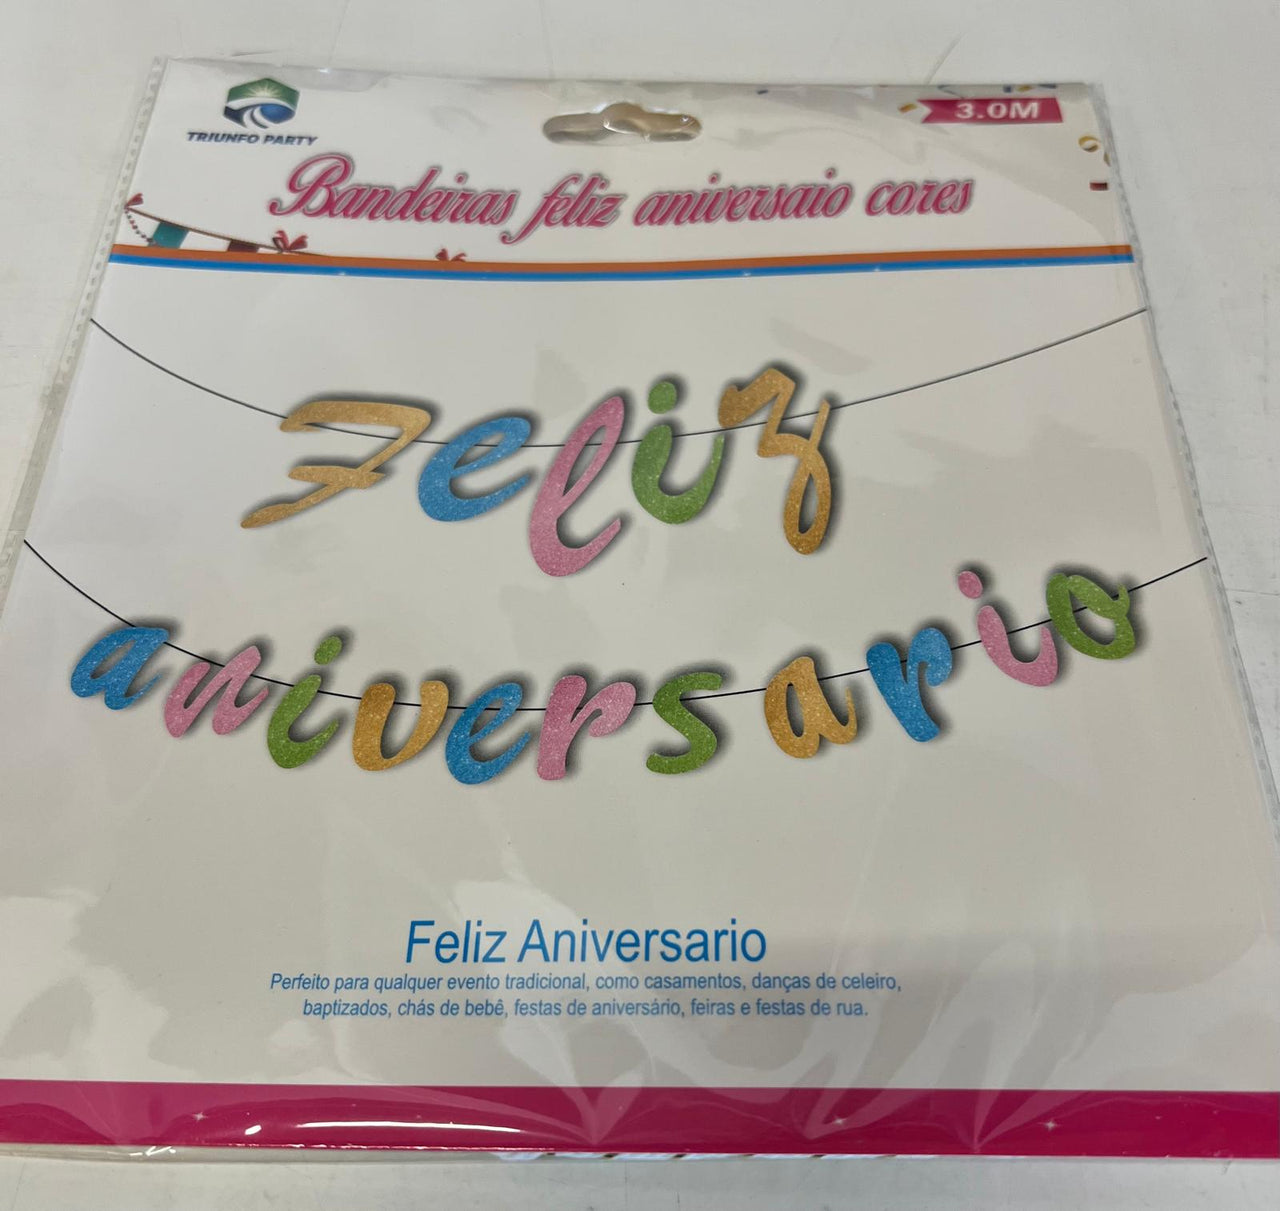 TRIUNFO PARTY
3.0M
Bandeiras feliz aniversaio cores
Feliz
aniversario
Feliz Aniversario
Perfeito para qualquer evento tradicional, como casamentos, danças de celeiro,
baptizados, chás de bebê, festas de aniversário, feiras e festas de rua.